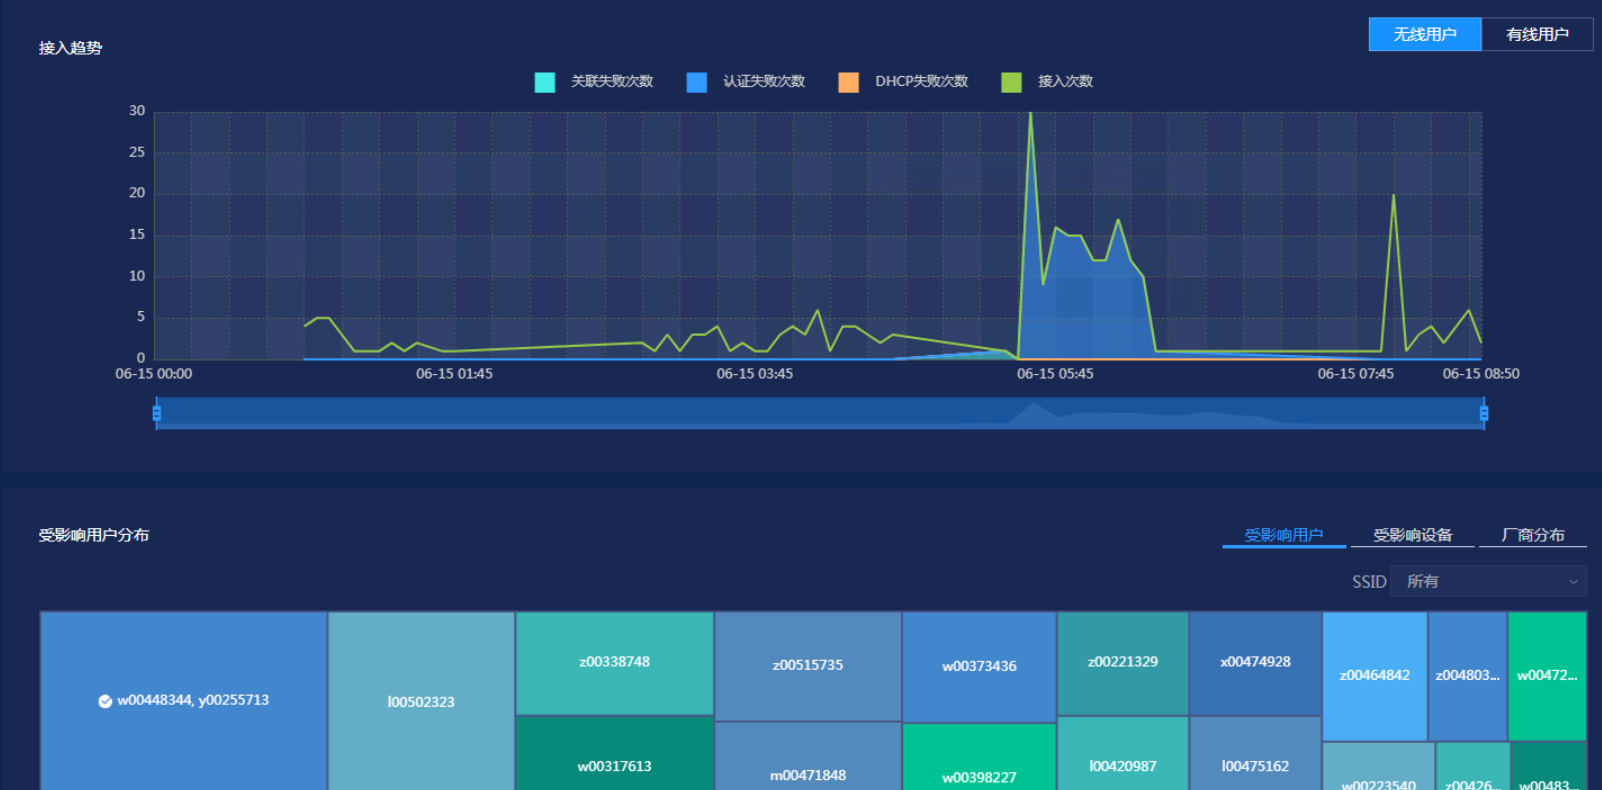 接入趋势
无线用户 有线用户
关联失败次数 认证失败次数 DHCP失败次数 接入次数
30
25
20
15
10
5
0
06-15 00:00 06-15 01:45 06-15 03:45 06-15 05:45 06-15 07:45 06-15 08:50
受影响用户分布
受影响用户 受影响设备 厂商分布
SSID 所有
w00448344, y00255713
l00502323
z00338748
z00515735
w00373436
z00221329
x00474928
z00464842
z004803...
w00472...
w00317613
m00471848
w00398227
l00420987
l00475162
w00223540
z00426...
w00483...